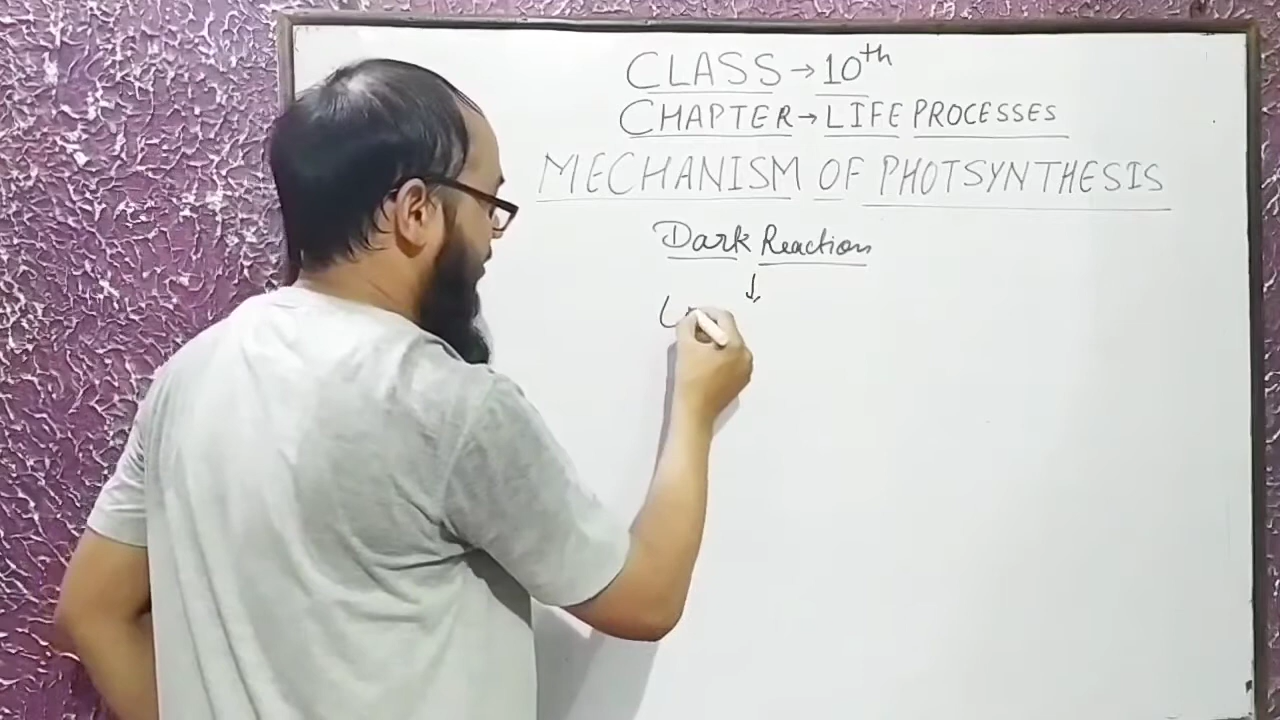 CLASS → 10th
CHAPTER → LIFE PROCESSES
MECHANISM OF PHOTSYNTHESIS
Dark Reaction
↓